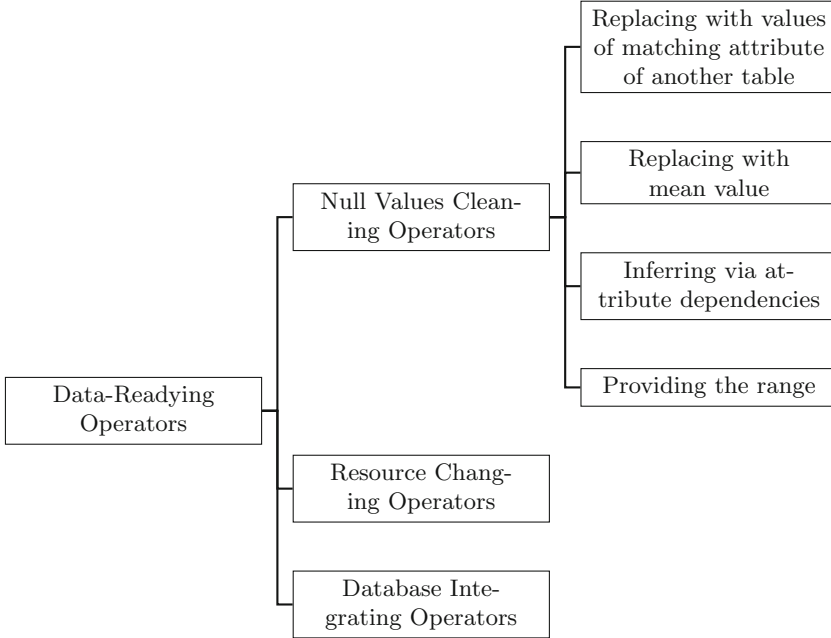 Replacing with values
of matching attribute
of another table
Replacing with
mean value
Null Values Clean-
ing Operators
Inferring via at-
tribute dependencies
Providing the range
Data-Readying
Operators
Resource Chang-
ing Operators
Database Inte-
grating Operators